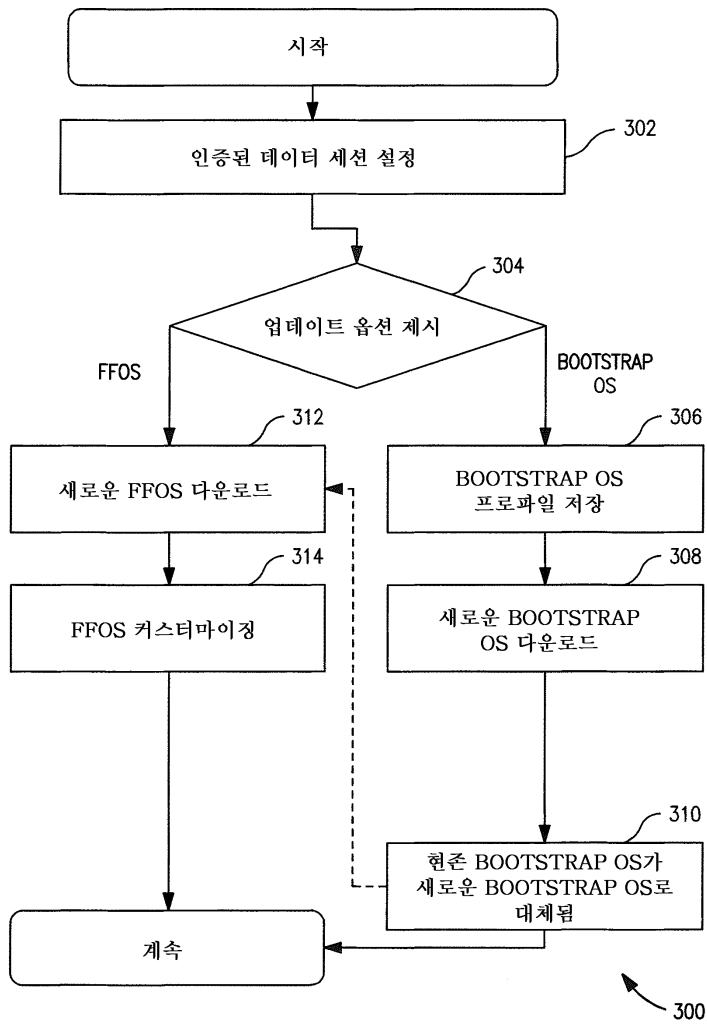 시작
인증된 데이터 세션 설정
302
304
업데이트 옵션 제시
FFOS
BOOTSTRAP
OS
312
306
새로운 FFOS 다운로드
BOOTSTRAP OS
프로파일 저장
314
308
FFOS 커스터마이징
새로운 BOOTSTRAP
OS 다운로드
310
현존 BOOTSTRAP OS가
새로운 BOOTSTRAP OS로
대체됨
계속
300